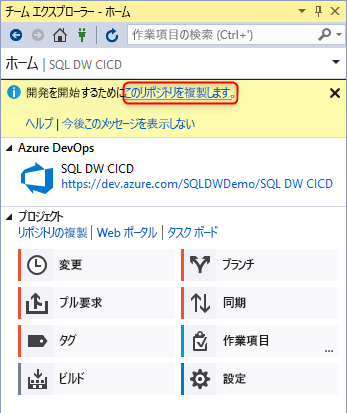 チーム エクスプローラー - ホーム
作業項目の検索 (Ctrl+')
ホーム | SQL DW CICD
開発を開始するためにこのリポジトリを複製します。
ヘルプ | 今後このメッセージを表示しない
Azure DevOps
SQL DW CICD
https://dev.azure.com/SQLDWDemo/SQL DW CICD
プロジェクト
リポジトリの複製 | Web ポータル | タスク ボード
変更
ブランチ
プル要求
同期
タグ
作業項目
...
ビルド
設定